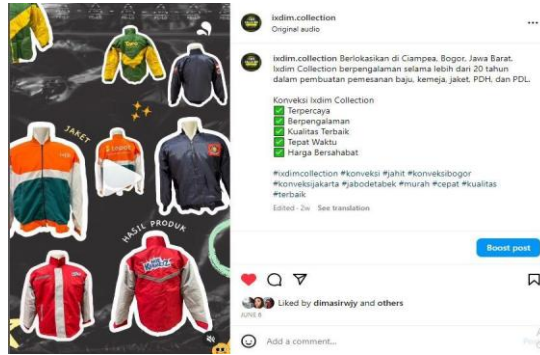 ixdim.collection
Original audio
ixdim.collection Berlokasikan di Ciampea, Bogor, Jawa Barat.
Ixdim Collection berpengalaman selama lebih dari 20 tahun
dalam pembuatan pemesanan baju, kemeja, jaket, PDH, dan PDL.
Konveksi Ixdim Collection
✅ Terpercaya
✅ Berpengalaman
✅ Kualitas Terbaik
✅ Tepat Waktu
✅ Harga Bersahabat
#ixdimcollection #konveksi #jahit #konveksibogor
#konveksijakarta #jabodetabek #murah #cepat #kualitas
#terbaik
Edited · 2w See translation
JAKET
HASIL PRODUK
Boost post
Liked by dimasirwjy and others
JUNE 8
Add a comment...